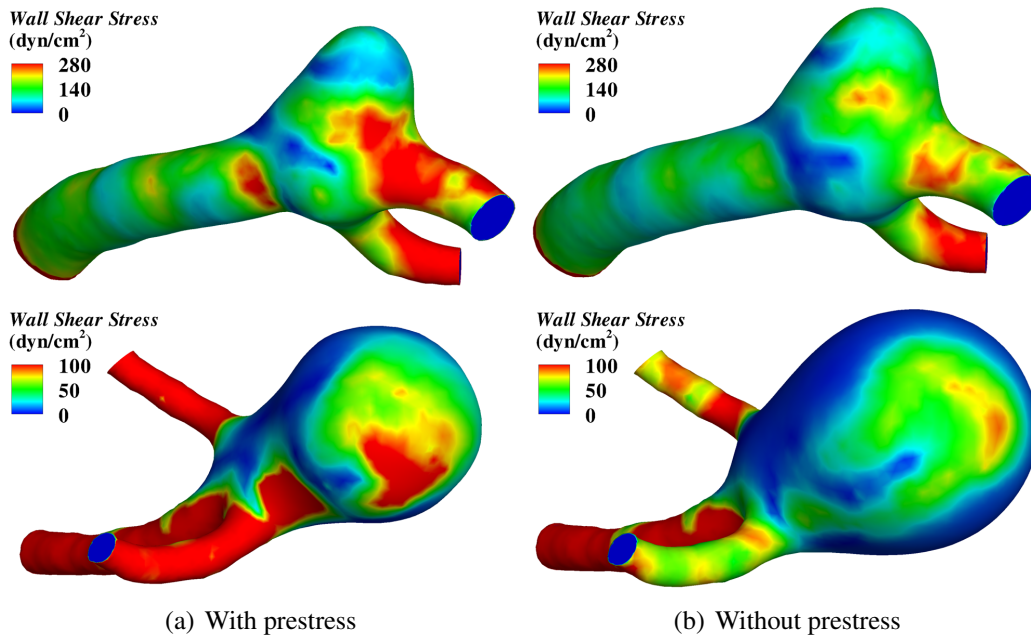 Wall Shear Stress
(dyn/cm²)
280
140
0
Wall Shear Stress
(dyn/cm²)
280
140
0
Wall Shear Stress
(dyn/cm²)
100
50
0
Wall Shear Stress
(dyn/cm²)
100
50
0
(a) With prestress
(b) Without prestress